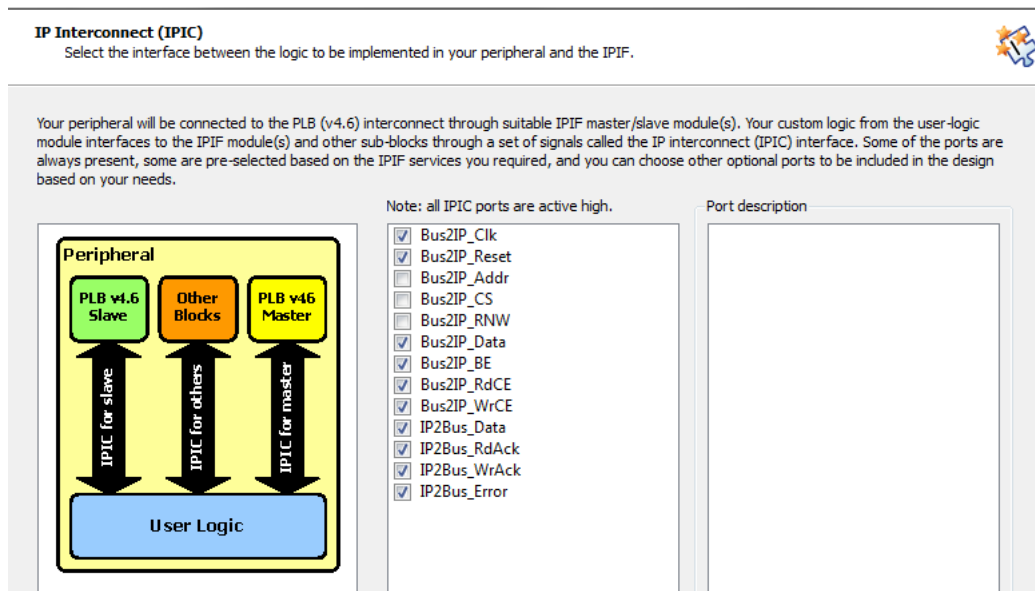 IP Interconnect (IPIC)
Select the interface between the logic to be implemented in your peripheral and the IPIF.
Your peripheral will be connected to the PLB (v4.6) interconnect through suitable IPIF master/slave module(s). Your custom logic from the user-logic
module interfaces to the IPIF module(s) and other sub-blocks through a set of signals called the IP interconnect (IPIC) interface. Some of the ports are
always present, some are pre-selected based on the IPIF services you required, and you can choose other optional ports to be included in the design
based on your needs.
Peripheral
PLB v4.6
Slave
Other
Blocks
PLB v46
Master
IPIC for slave
IPIC for others
IPIC for master
User Logic
Note: all IPIC ports are active high.
Bus2IP_Clk
Bus2IP_Reset
Bus2IP_Addr
Bus2IP_CS
Bus2IP_RNW
Bus2IP_Data
Bus2IP_BE
Bus2IP_RdCE
Bus2IP_WrCE
IP2Bus_Data
IP2Bus_RdAck
IP2Bus_WrAck
IP2Bus_Error
Port description